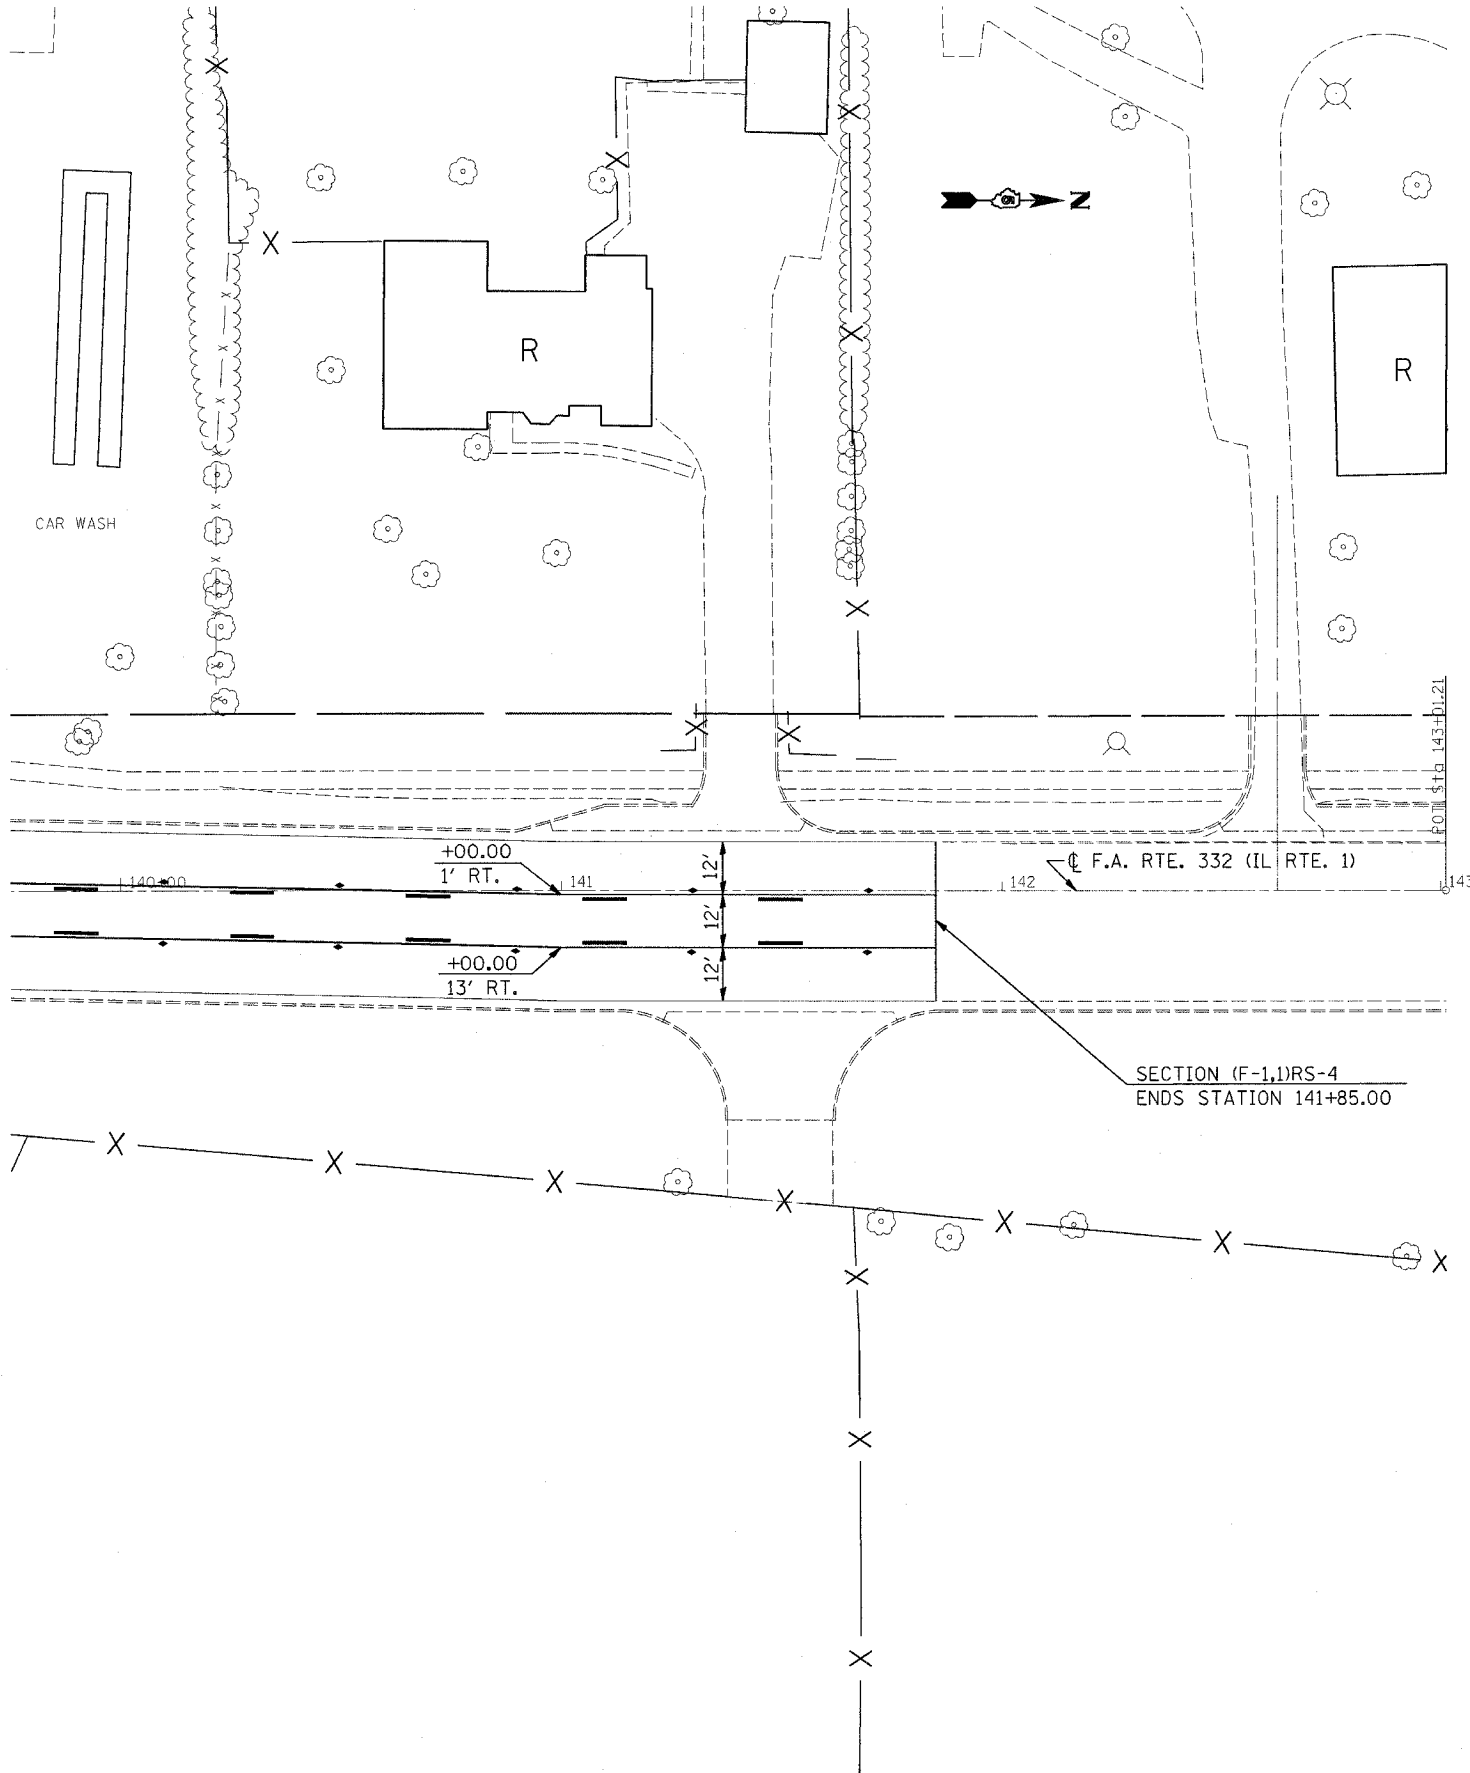 N
R
R
CAR WASH
POT Sta 143+01.21
+00.00
1' RT.
12'
℄ F.A. RTE. 332 (IL RTE. 1)
140+00
141
142
143
12'
+00.00
13' RT.
12'
SECTION (F-1,1)RS-4
ENDS STATION 141+85.00